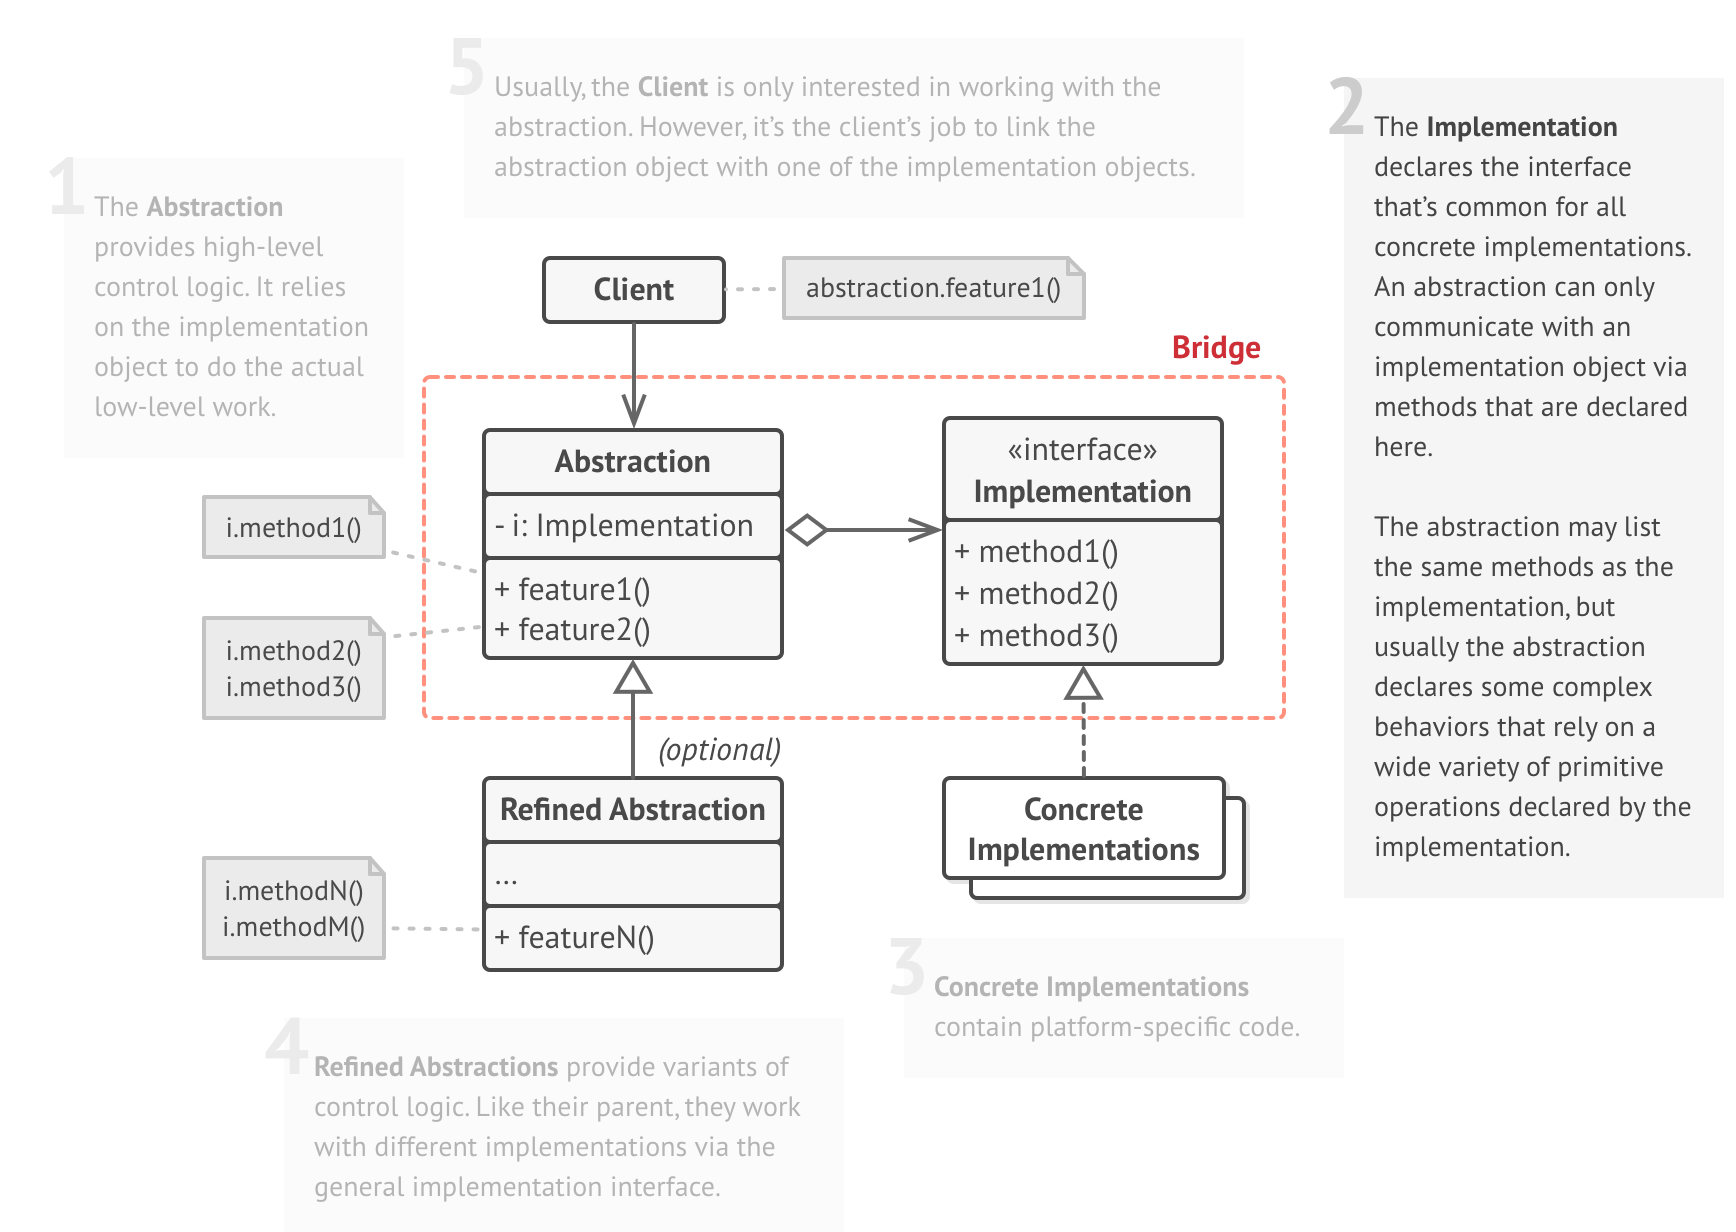 5
Usually, the Client is only interested in working with the
abstraction. However, it’s the client’s job to link the
abstraction object with one of the implementation objects.
1
The Abstraction
provides high-level
control logic. It relies
on the implementation
object to do the actual
low-level work.
2
The Implementation
declares the interface
that’s common for all
concrete implementations.
An abstraction can only
communicate with an
implementation object via
methods that are declared
here.
The abstraction may list
the same methods as the
implementation, but
usually the abstraction
declares some complex
behaviors that rely on a
wide variety of primitive
operations declared by the
implementation.
Client
abstraction.feature1()
Bridge
Abstraction
- i: Implementation
+ feature1()
+ feature2()
«interface»
Implementation
+ method1()
+ method2()
+ method3()
i.method1()
i.method2()
i.method3()
(optional)
Refined Abstraction
...
+ featureN()
Concrete
Implementations
i.methodN()
i.methodM()
3
Concrete Implementations
contain platform-specific code.
4
Refined Abstractions provide variants of
control logic. Like their parent, they work
with different implementations via the
general implementation interface.